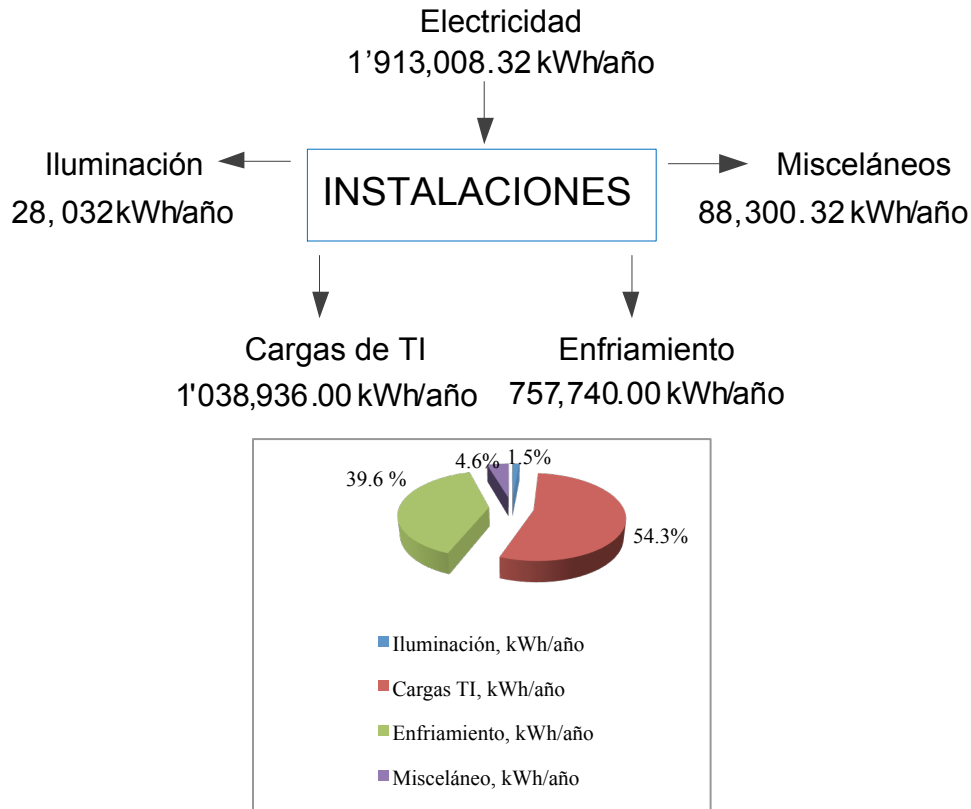 Electricidad
1’913,008.32 kWh/año
Iluminación
28, 032 kWh/año
INSTALACIONES
Misceláneos
88,300. 32 kWh/año
Cargas de TI
1'038,936.00 kWh/año
Enfriamiento
757,740.00 kWh/año
4.6%
1.5%
39.6 %
54.3%
Iluminación, kWh/año
Cargas TI, kWh/año
Enfriamiento, kWh/año
Misceláneo, kWh/año